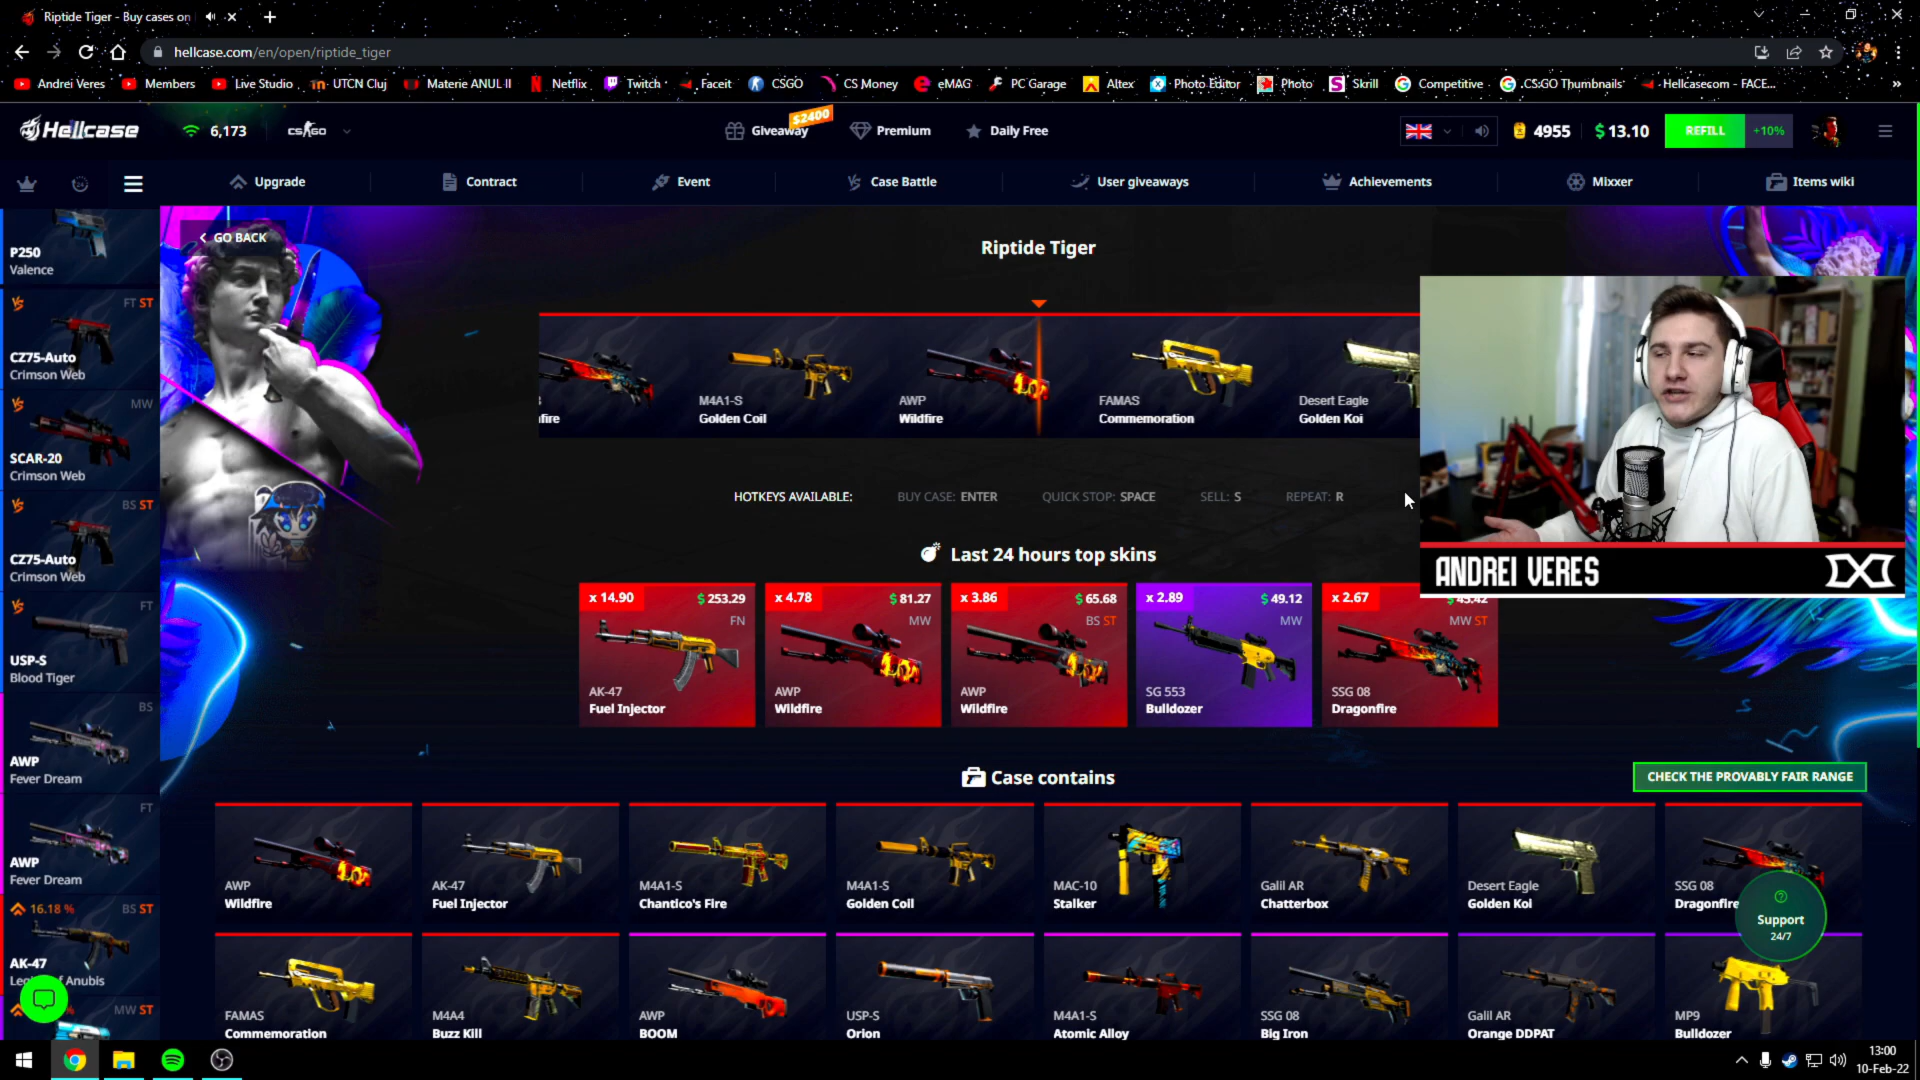 Riptide Tiger - Buy cases on
hellcase.com/en/open/riptide_tiger
Andrei Veres
Members
Live Studio
UTCN Cluj
Materie ANUL II
Netflix
Twitch
Faceit
CSGO
CS Money
eMAG
PC Garage
Altex
Photo Editor
Photo
Skrill
Competitive
CS:GO Thumbnails
Hellcasecom - FACE...
Hellcase
6,173
CS:GO
Giveaway
$2400
Premium
Daily Free
4955
$ 13.10
REFILL
+10%
Upgrade
Contract
Event
Case Battle
User giveaways
Achievements
Mixxer
Items wiki
P250
Valence
FT ST
CZ75-Auto
Crimson Web
MW
SCAR-20
Crimson Web
BS ST
CZ75-Auto
Crimson Web
FT
USP-S
Blood Tiger
BS
AWP
Fever Dream
FT
AWP
Fever Dream
16.18 %
BS ST
AK-47
MW ST
GO BACK
Riptide Tiger
M4A1-S
Golden Coil
AWP
Wildfire
FAMAS
Commemoration
Desert Eagle
Golden Koi
HOTKEYS AVAILABLE:
BUY CASE: ENTER
QUICK STOP: SPACE
SELL: S
REPEAT: R
ANDREI VERES
Last 24 hours top skins
x 14.90
$ 253.29
FN
AK-47
Fuel Injector
x 4.78
$ 81.27
MW
AWP
Wildfire
x 3.86
$ 65.68
BS ST
AWP
Wildfire
x 2.89
$ 49.12
MW
SG 553
Bulldozer
x 2.67
MW ST
SSG 08
Dragonfire
Case contains
CHECK THE PROVABLY FAIR RANGE
AWP
Wildfire
AK-47
Fuel Injector
M4A1-S
Chantico's Fire
M4A1-S
Golden Coil
MAC-10
Stalker
Galil AR
Chatterbox
Desert Eagle
Golden Koi
SSG 08
Dragonfire
Support
24/7
FAMAS
Commemoration
M4A4
Buzz Kill
AWP
BOOM
USP-S
Orion
M4A1-S
Atomic Alloy
SSG 08
Big Iron
Galil AR
Orange DDPAT
MP9
Bulldozer
13:00
10-Feb-22